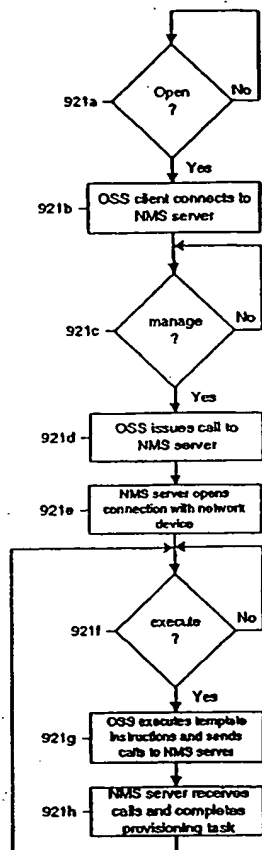 Open
?
No
921a
Yes
OSS client connects to
NMS server
921b
No
manage
?
921c
Yes
OSS issues call to
NMS server
921d
NMS server opens
connection with network
device
921e
No
execute
?
921f
Yes
OSS executes template
instructions and sends
calls to NMS server
921g
NMS server receives
calls and completes
provisioning task
921h